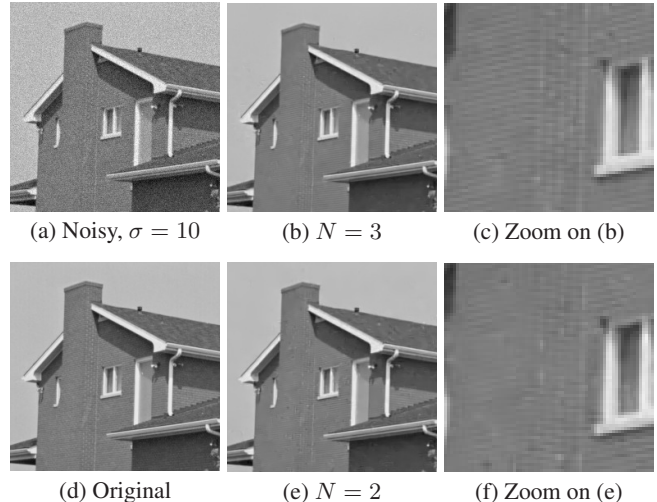 (a) Noisy, σ = 10
(b) N = 3
(c) Zoom on (b)
(d) Original
(e) N = 2
(f) Zoom on (e)